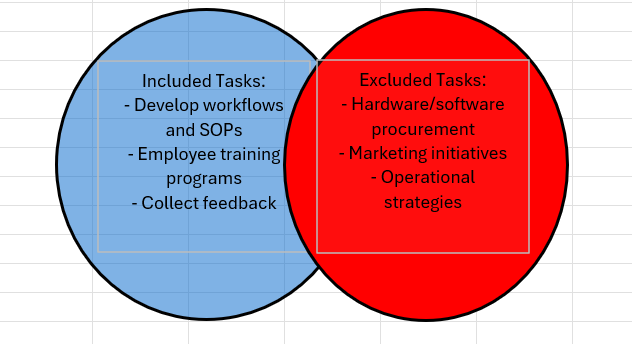 Included Tasks:
- Develop workflows
and SOPs
- Employee training
programs
- Collect feedback
Excluded Tasks:
- Hardware/software
procurement
- Marketing initiatives
- Operational
strategies